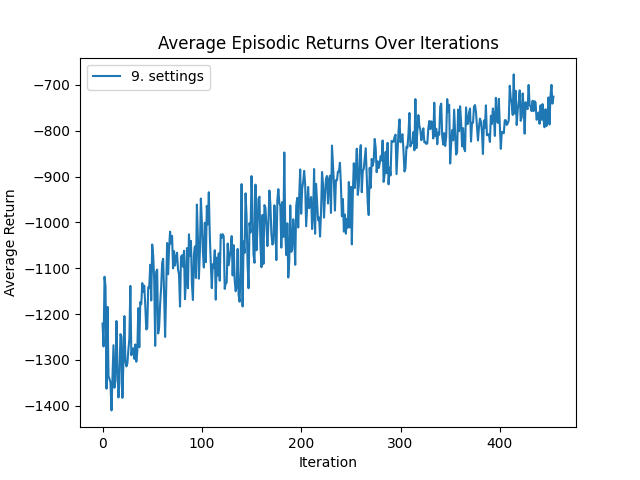 Average Episodic Returns Over Iterations
9. settings
−700
−800
−900
−1000
−1100
−1200
−1300
−1400
Average Return
0 100 200 300 400
Iteration